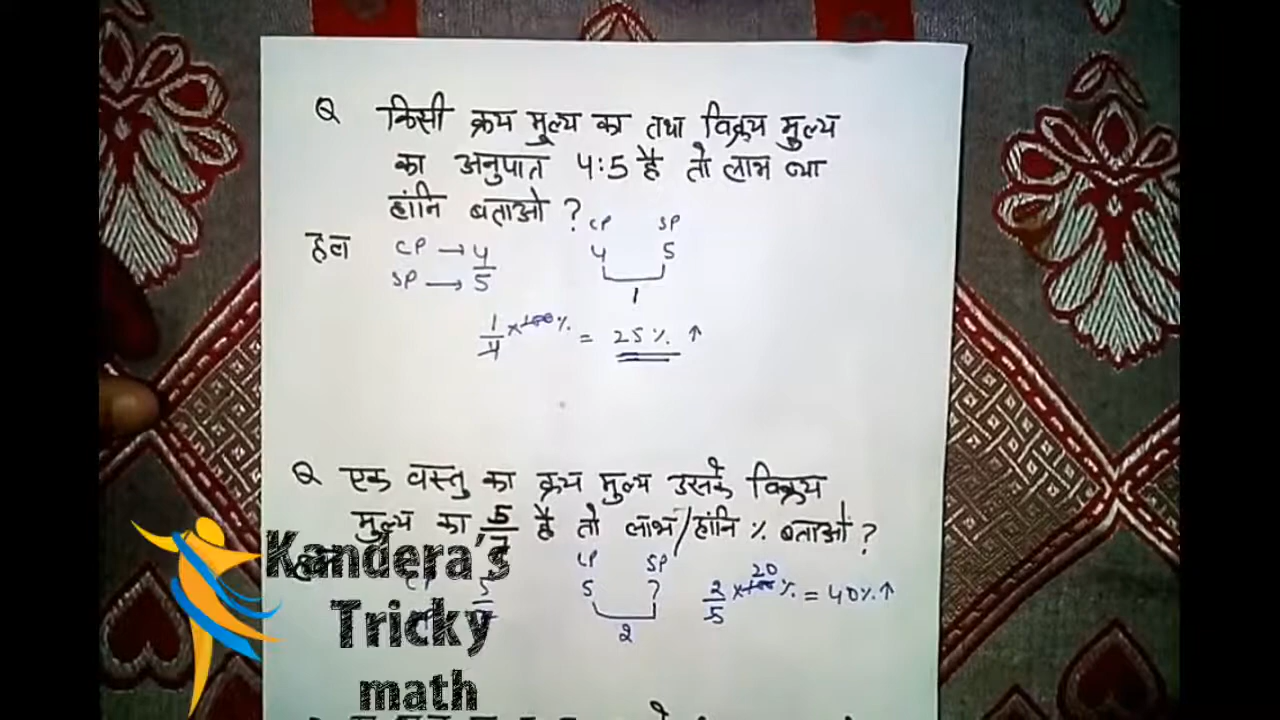 Q किसी क्रय मुल्य का तथा विक्रय मुल्य
का अनुपात 4:5 है तो लाभ या
हांनि बताओ ?
CP SP
हल CP → 4 4 5
SP → 5
1
1/4 × 100 % = 25 % ↑
Q एक वस्तु का क्रय मुल्य उसके विक्रय
मुल्य का 5/7 है तो लाभ/हांनि % बताओ ?
Kandera's
CP SP
5 5 7
2
2/5 × 100 % = 40 % ↑
20
Tricky
math